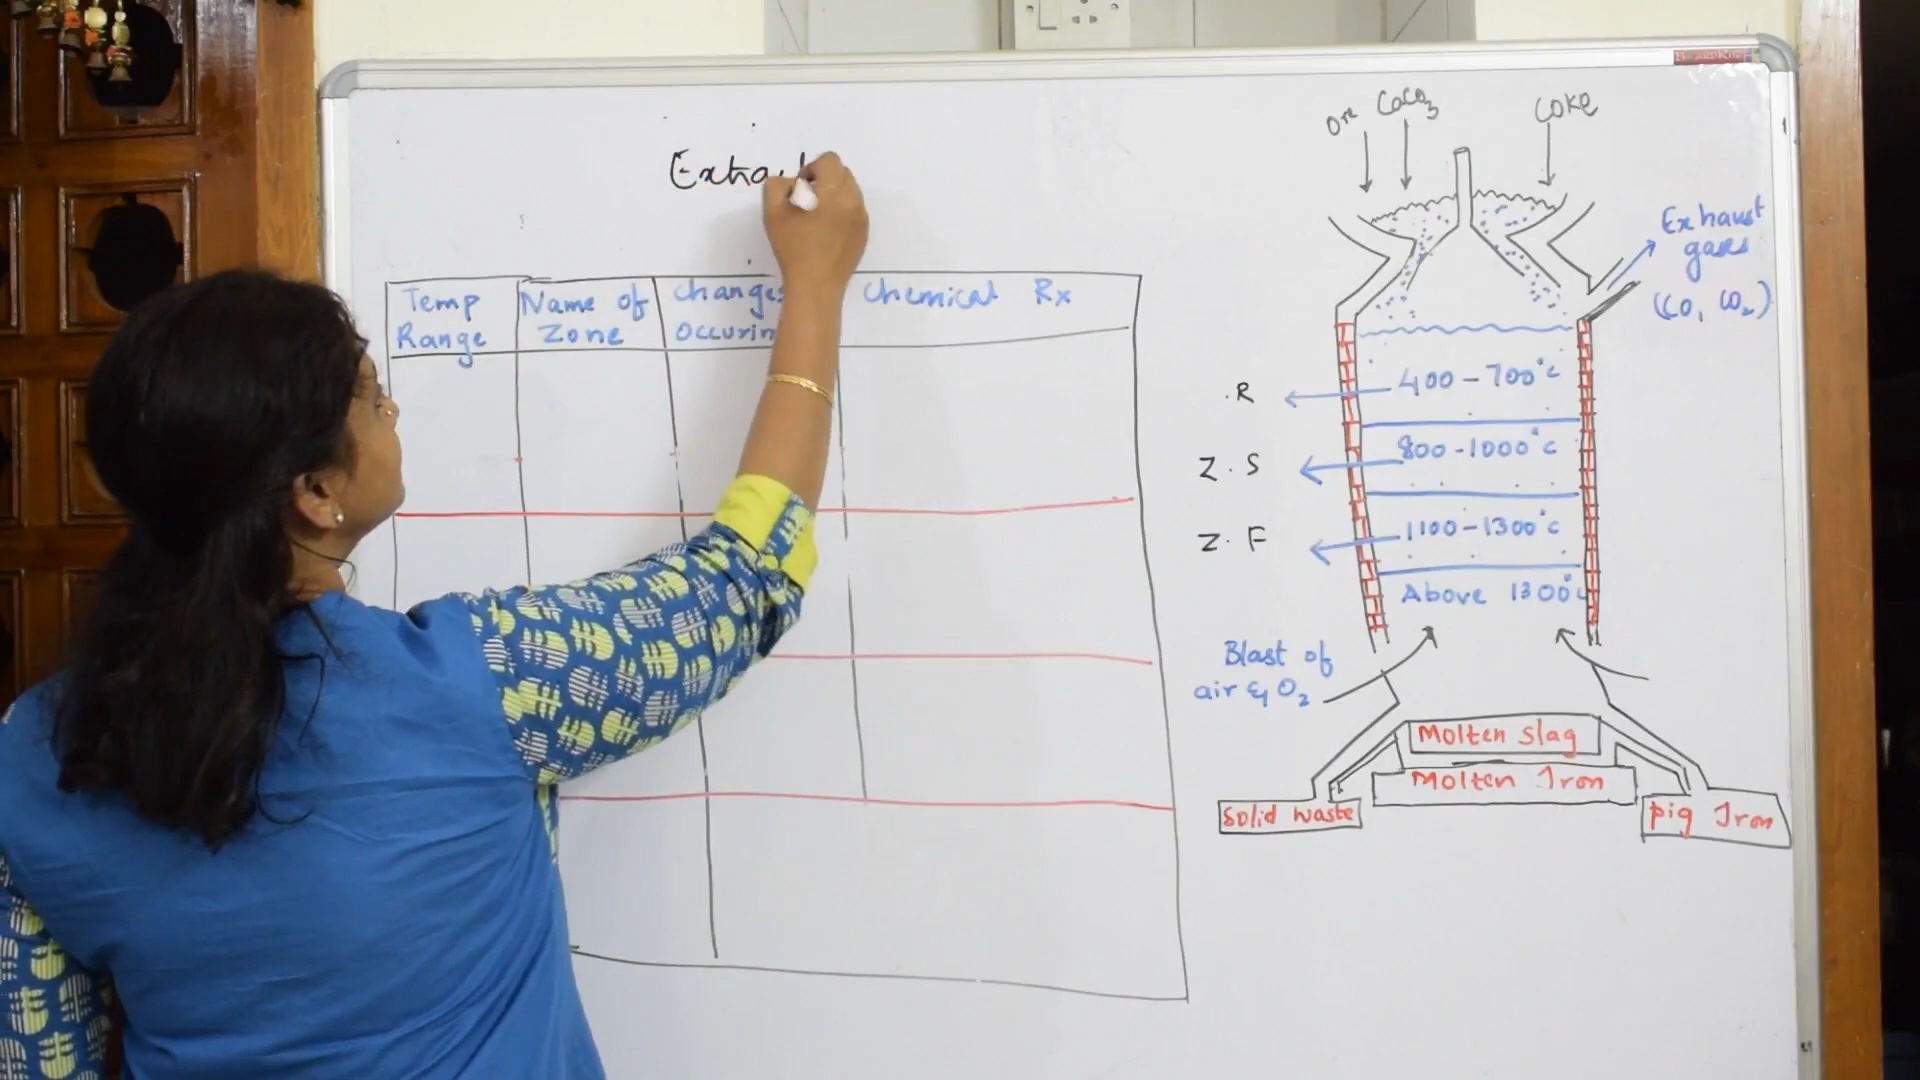 Extract
Temp
Range
Name of
Zone
Changes
Occurin
Chemical Rx
Ore CaCO3
Coke
Exhaust
gases
(CO, CO2)
.R
400-700°C
Z.S
800-1000°C
Z.F
1100-1300°C
Above 1300°C
Blast of
air & O2
Molten Slag
Molten Iron
Solid Waste
Pig Iron